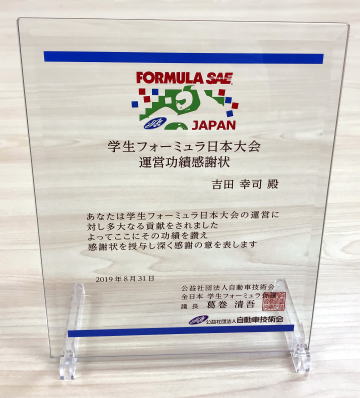 FORMULA SAE
JAPAN
学生フォーミュラ日本大会
運営功績感謝状
吉田 幸司 殿
あなたは学生フォーミュラ日本大会の運営に
対し多大なる貢献をされました
よってここにその功績を讃え
感謝状を授与し深く感謝の意を表します
2019年8月31日
公益社団法人自動車技術会
全日本 学生フォーミュラ会議
議長 葛巻 清吾
公益社団法人自動車技術会